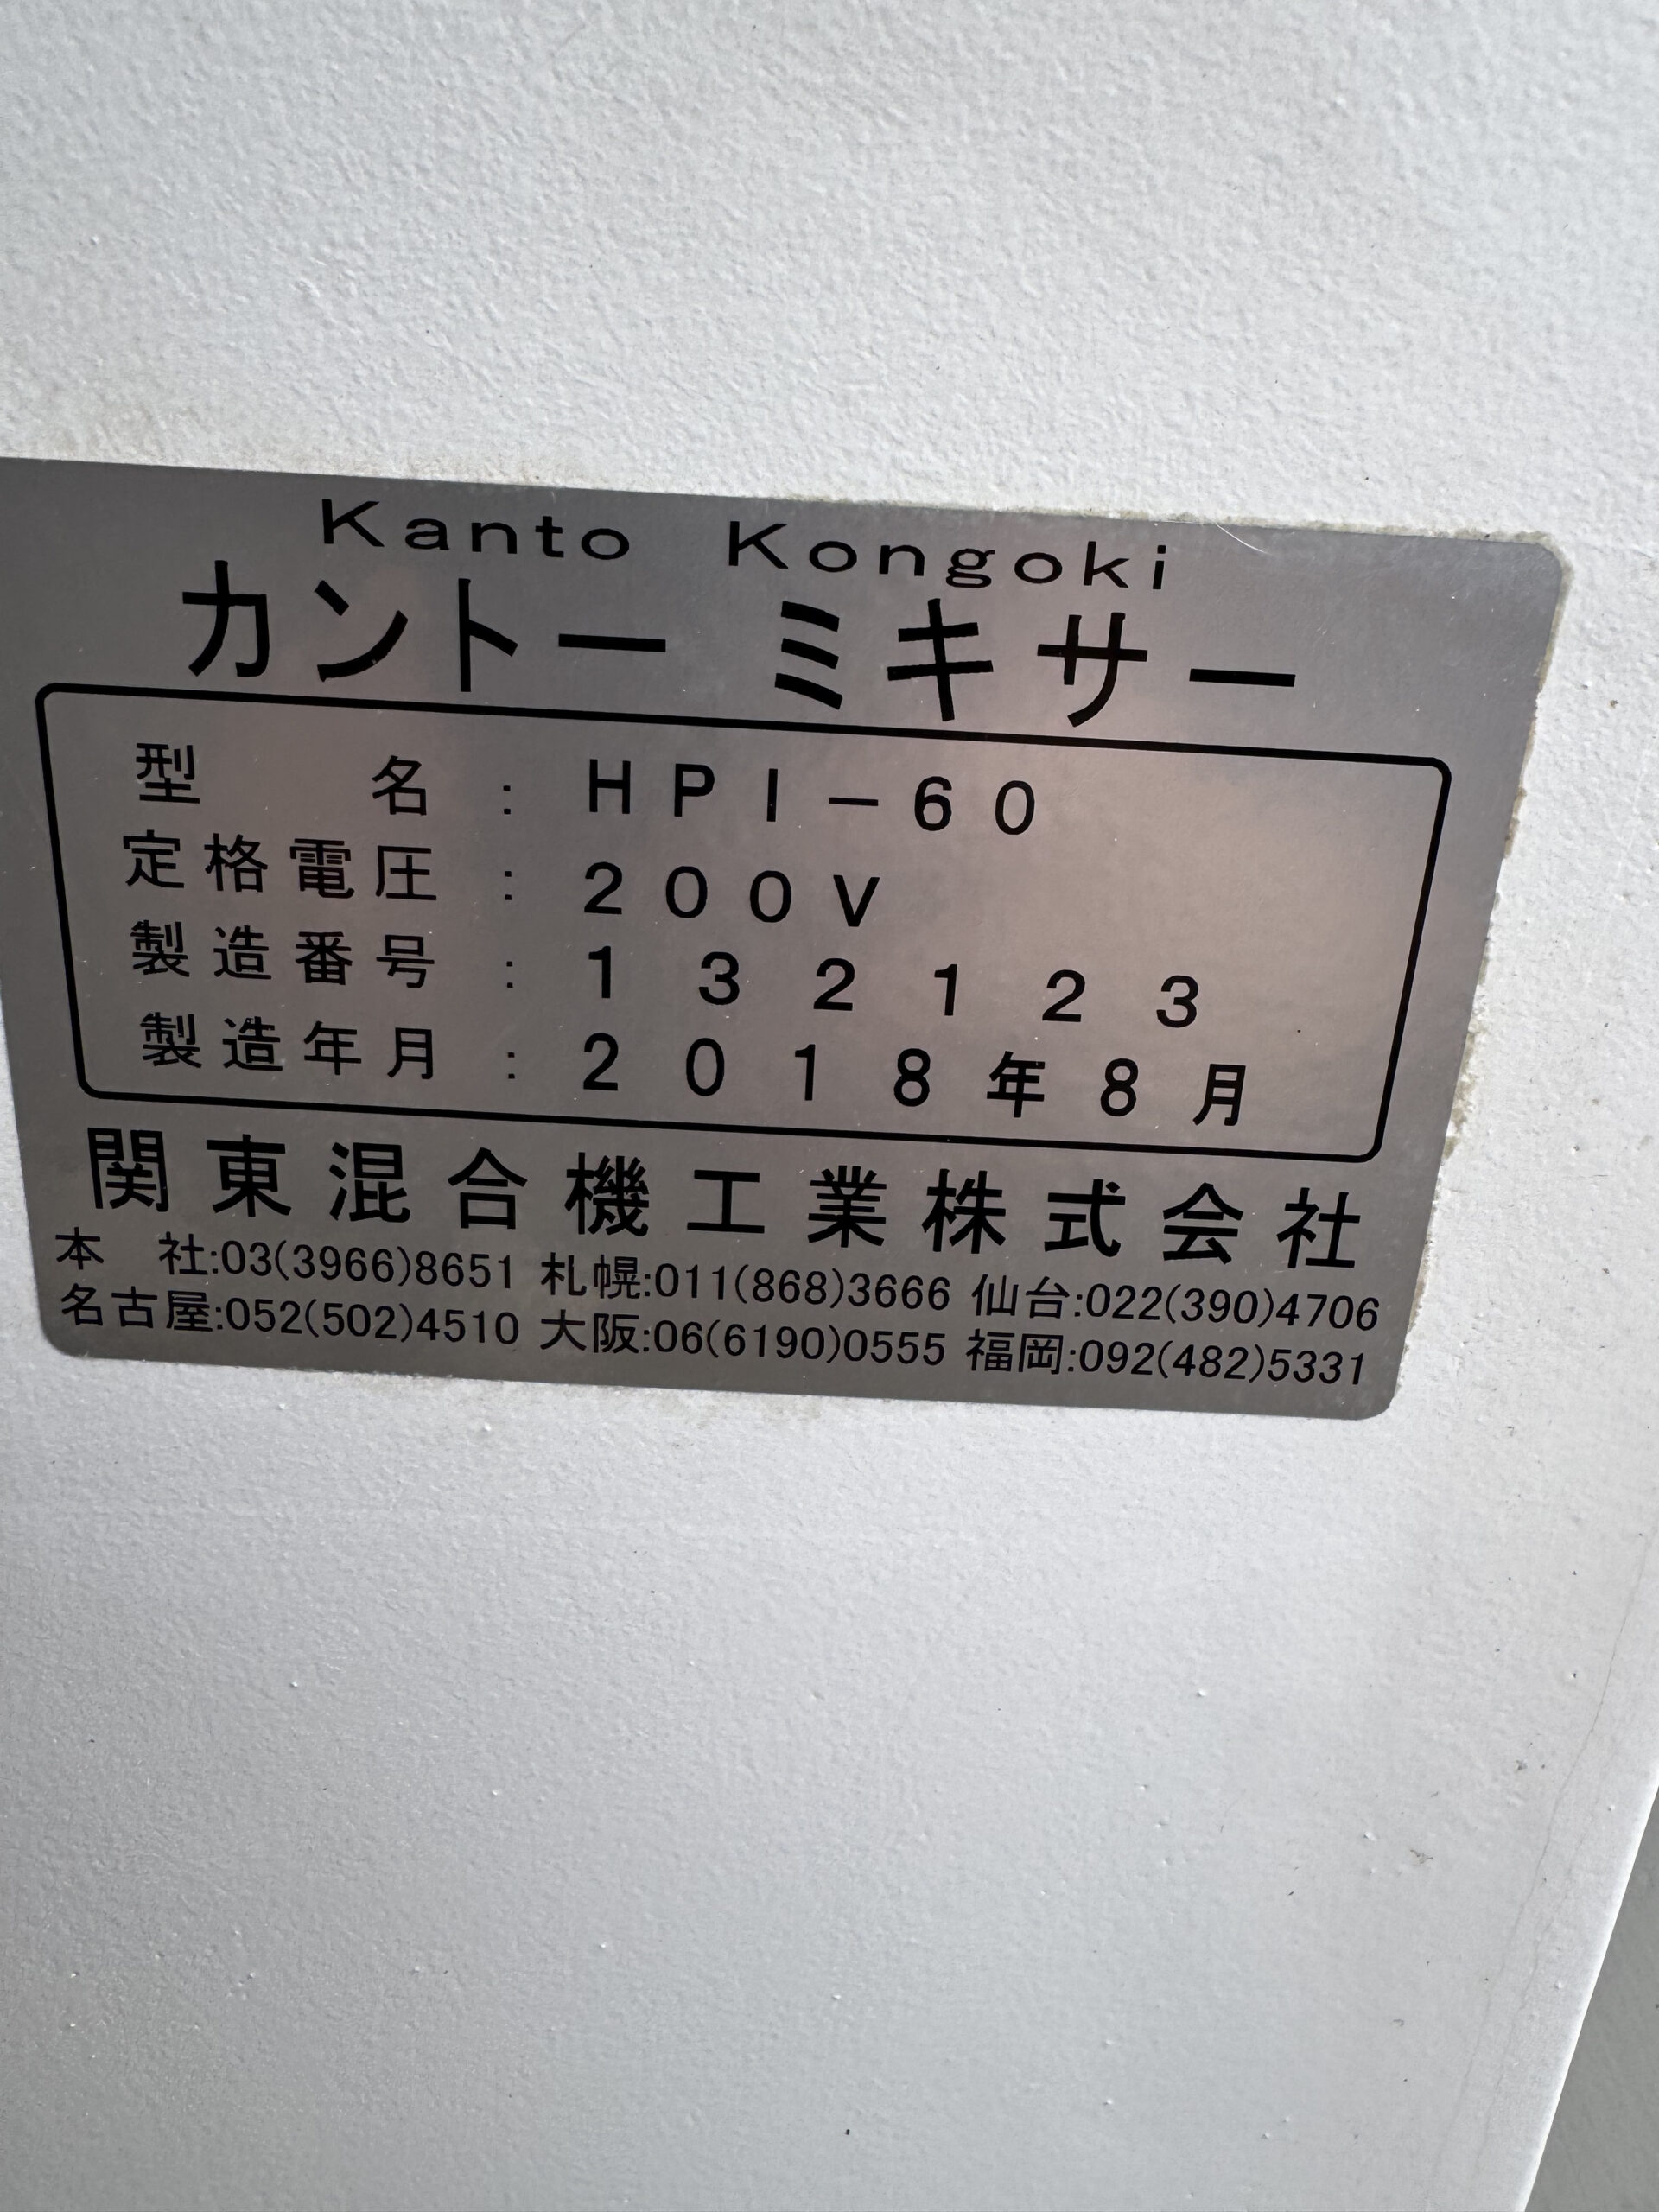 Kanto Kongoki
カントー ミキサー
型名 : HPI-60
定格電圧 : 200V
製造番号 : 132123
製造年月 : 2018年8月
関東混合機工業株式会社
本 社:03(3966)8651 札幌:011(868)3666 仙台:022(390)4706
名古屋:052(502)4510 大阪:06(6190)0555 福岡:092(482)5331